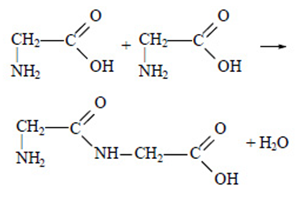 O O
CH₂–C + CH₂–C →
NH₂ OH NH₂ OH
O
CH₂ C O
NH₂ NH–CH₂–C + H₂O
OH